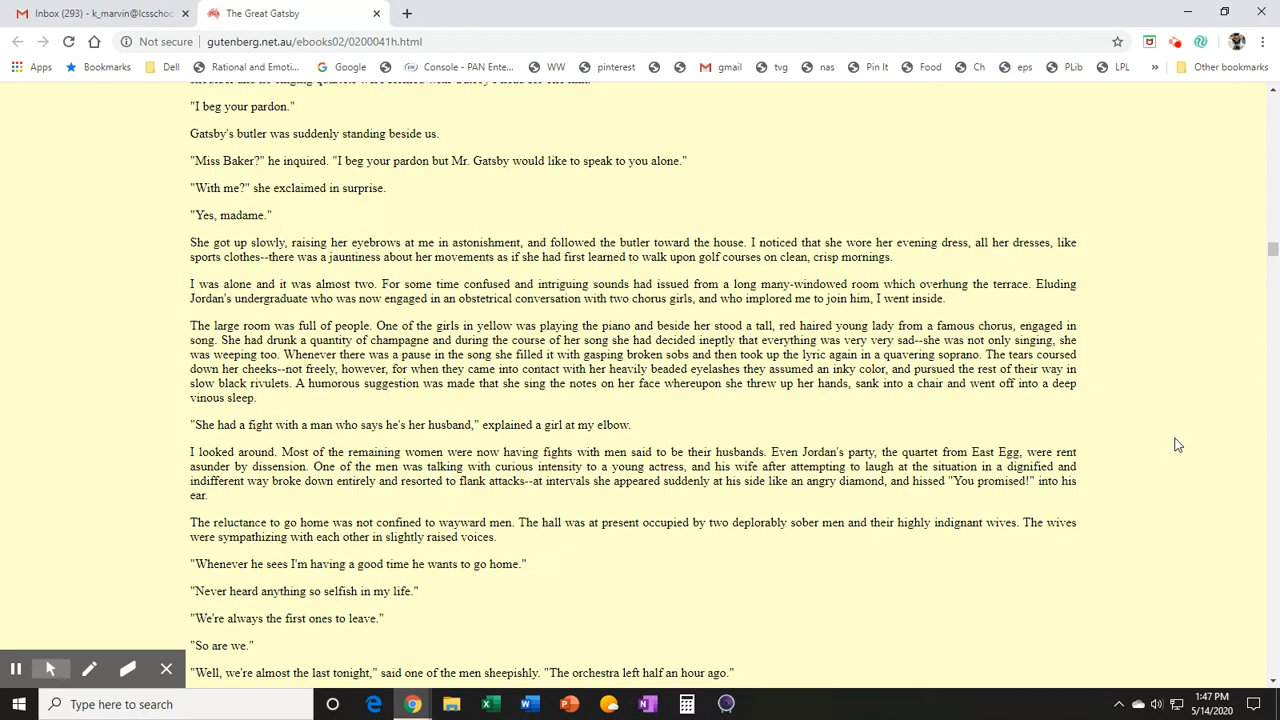 Inbox (293) - k_marvin@lcsschoo
The Great Gatsby
Not secure
gutenberg.net.au/ebooks02/0200041h.html
Apps
Bookmarks
Dell
Rational and Emoti...
Google
Console - PAN Ente...
WW
pinterest
gmail
tvg
nas
Pin It
Food
Ch
eps
PLib
LPL
»
Other bookmarks
"I beg your pardon."
Gatsby's butler was suddenly standing beside us.
"Miss Baker?" he inquired. "I beg your pardon but Mr. Gatsby would like to speak to you alone."
"With me?" she exclaimed in surprise.
"Yes, madame."
She got up slowly, raising her eyebrows at me in astonishment, and followed the butler toward the house. I noticed that she wore her evening dress, all her dresses, like
sports clothes--there was a jauntiness about her movements as if she had first learned to walk upon golf courses on clean, crisp mornings.
I was alone and it was almost two. For some time confused and intriguing sounds had issued from a long many-windowed room which overhung the terrace. Eluding
Jordan's undergraduate who was now engaged in an obstetrical conversation with two chorus girls, and who implored me to join him, I went inside.
The large room was full of people. One of the girls in yellow was playing the piano and beside her stood a tall, red haired young lady from a famous chorus, engaged in
song. She had drunk a quantity of champagne and during the course of her song she had decided ineptly that everything was very very sad--she was not only singing, she
was weeping too. Whenever there was a pause in the song she filled it with gasping broken sobs and then took up the lyric again in a quavering soprano. The tears coursed
down her cheeks--not freely, however, for when they came into contact with her heavily beaded eyelashes they assumed an inky color, and pursued the rest of their way in
slow black rivulets. A humorous suggestion was made that she sing the notes on her face whereupon she threw up her hands, sank into a chair and went off into a deep
vinous sleep.
"She had a fight with a man who says he's her husband," explained a girl at my elbow.
I looked around. Most of the remaining women were now having fights with men said to be their husbands. Even Jordan's party, the quartet from East Egg, were rent
asunder by dissension. One of the men was talking with curious intensity to a young actress, and his wife after attempting to laugh at the situation in a dignified and
indifferent way broke down entirely and resorted to flank attacks--at intervals she appeared suddenly at his side like an angry diamond, and hissed "You promised!" into his
ear.
The reluctance to go home was not confined to wayward men. The hall was at present occupied by two deplorably sober men and their highly indignant wives. The wives
were sympathizing with each other in slightly raised voices.
"Whenever he sees I'm having a good time he wants to go home."
"Never heard anything so selfish in my life."
"We're always the first ones to leave."
"So are we."
"Well, we're almost the last tonight," said one of the men sheepishly. "The orchestra left half an hour ago."
Type here to search
1:47 PM
5/14/2020